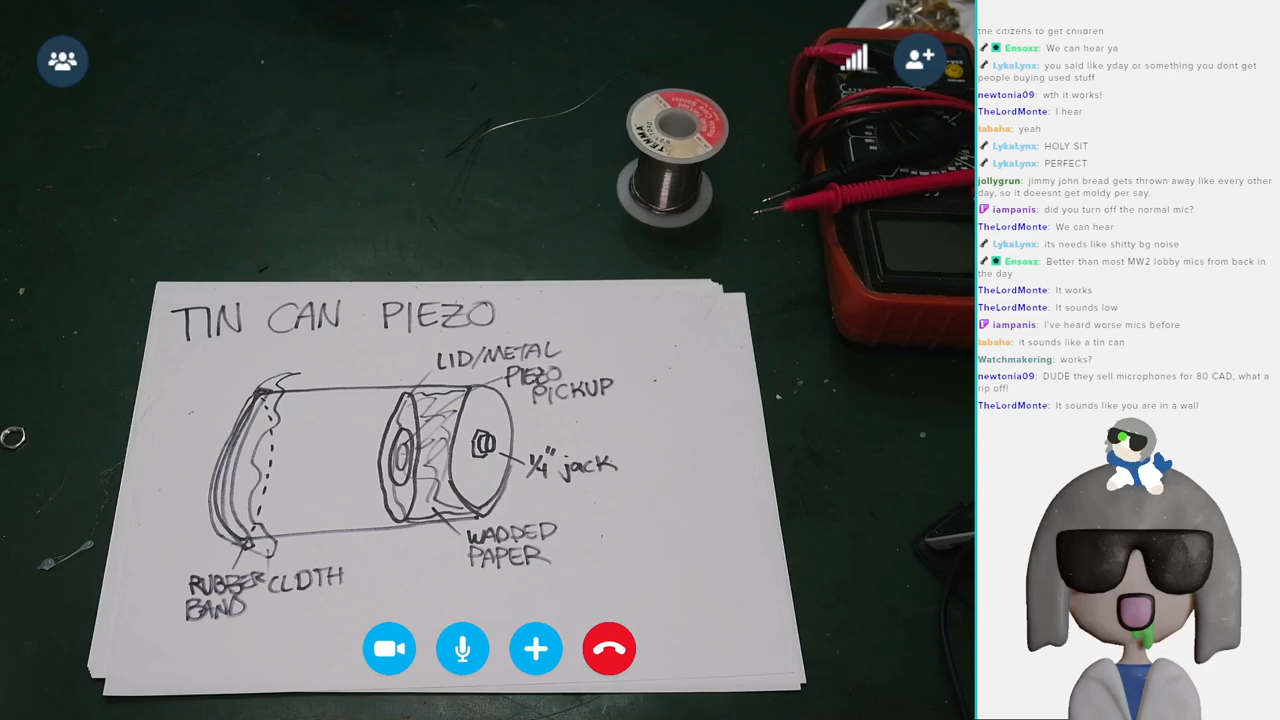 TIN CAN PIEZO
LID/METAL
PIEZO
PICKUP
1/4" jack
WADDED
PAPER
RUBBER
BAND
CLOTH
TENMA
the citizens to get children
Ensoxz: We can hear ya
LykaLynx: you said like yday or something you dont get
people buying used stuff
newtonia09: wth it works!
TheLordMonte: I hear
tabaha: yeah
LykaLynx: HOLY SIT
LykaLynx: PERFECT
jollygrun: jimmy john bread gets thrown away like every other
day, so it doeesnt get moldy per say.
iampanis: did you turn off the normal mic?
TheLordMonte: We can hear
LykaLynx: its needs like shitty bg noise
Ensoxz: Better than most MW2 lobby mics from back in
the day
TheLordMonte: It works
TheLordMonte: It sounds low
iampanis: I've heard worse mics before
tabaha: it sounds like a tin can
Watchmakering: works?
newtonia09: DUDE they sell microphones for 80 CAD, what a
rip off!
TheLordMonte: It sounds like you are in a wall